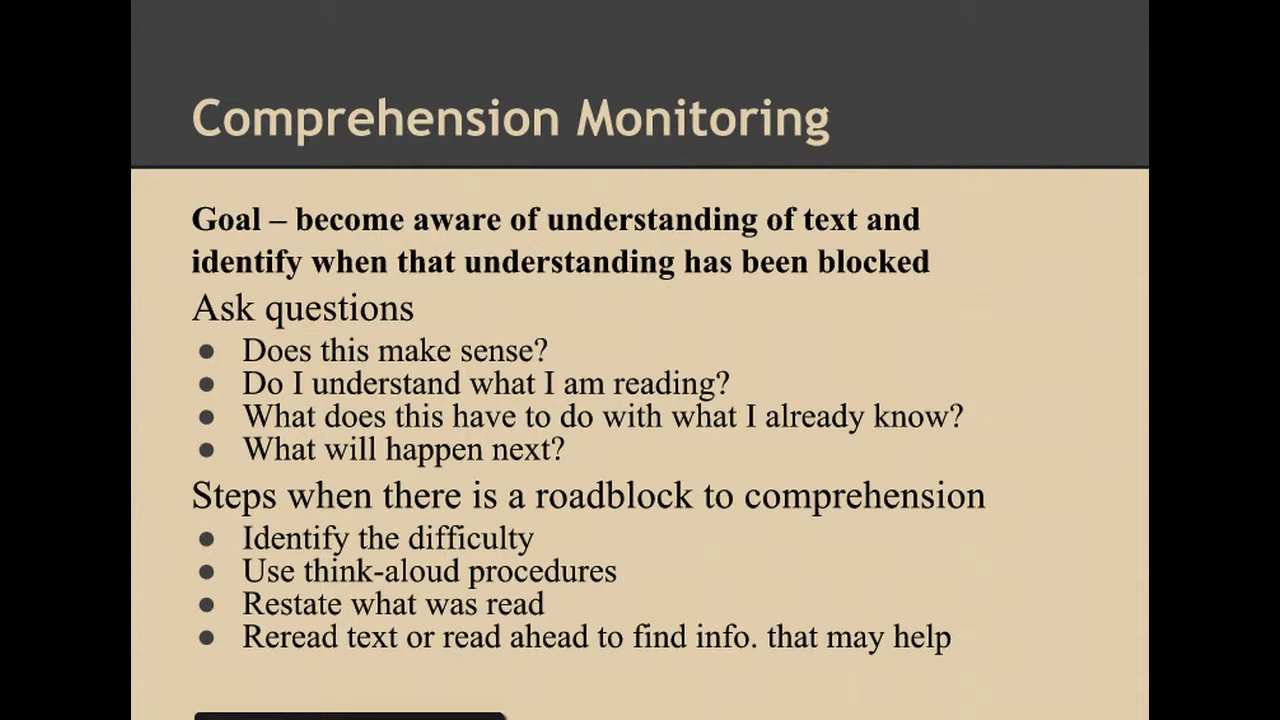 Comprehension Monitoring
Goal – become aware of understanding of text and
identify when that understanding has been blocked
Ask questions
● Does this make sense?
● Do I understand what I am reading?
● What does this have to do with what I already know?
● What will happen next?
Steps when there is a roadblock to comprehension
● Identify the difficulty
● Use think-aloud procedures
● Restate what was read
● Reread text or read ahead to find info. that may help